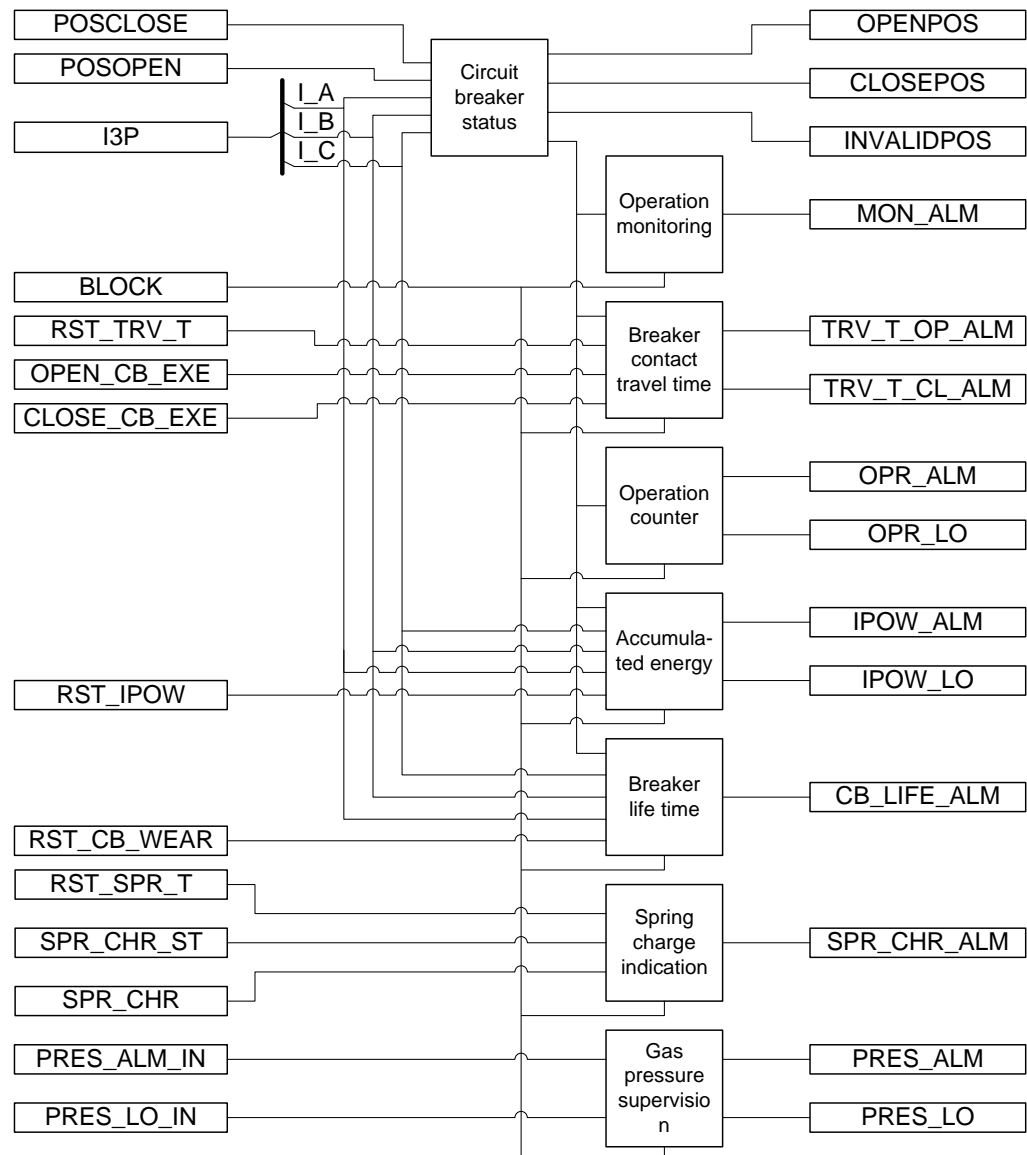 POSCLOSE
POSOPEN
I3P
I_A
I_B
I_C
Circuit
breaker
status
OPENPOS
CLOSEPOS
INVALIDPOS
Operation
monitoring
MON_ALM
BLOCK
RST_TRV_T
OPEN_CB_EXE
CLOSE_CB_EXE
Breaker
contact
travel time
TRV_T_OP_ALM
TRV_T_CL_ALM
Operation
counter
OPR_ALM
OPR_LO
RST_IPOW
Accumula-
ted energy
IPOW_ALM
IPOW_LO
RST_CB_WEAR
Breaker
life time
CB_LIFE_ALM
RST_SPR_T
SPR_CHR_ST
SPR_CHR
Spring
charge
indication
SPR_CHR_ALM
PRES_ALM_IN
PRES_LO_IN
Gas
pressure
supervisio
n
PRES_ALM
PRES_LO